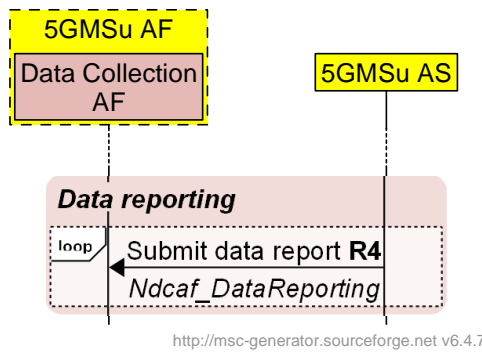 5GMSu AF
Data Collection
AF
5GMSu AS
Data reporting
loop
Submit data report R4
Ndcaf_DataReporting
http://msc-generator.sourceforge.net v6.4.7